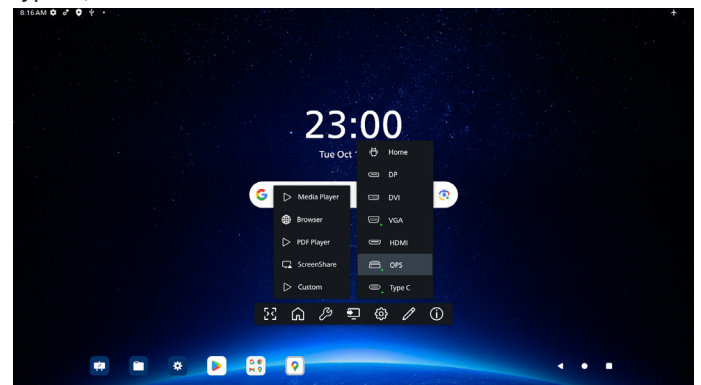 8:16 AM
23:00
Tue Oct
Home
DP
DVI
VGA
HDMI
OPS
Type C
Media Player
Browser
PDF Player
ScreenShare
Custom